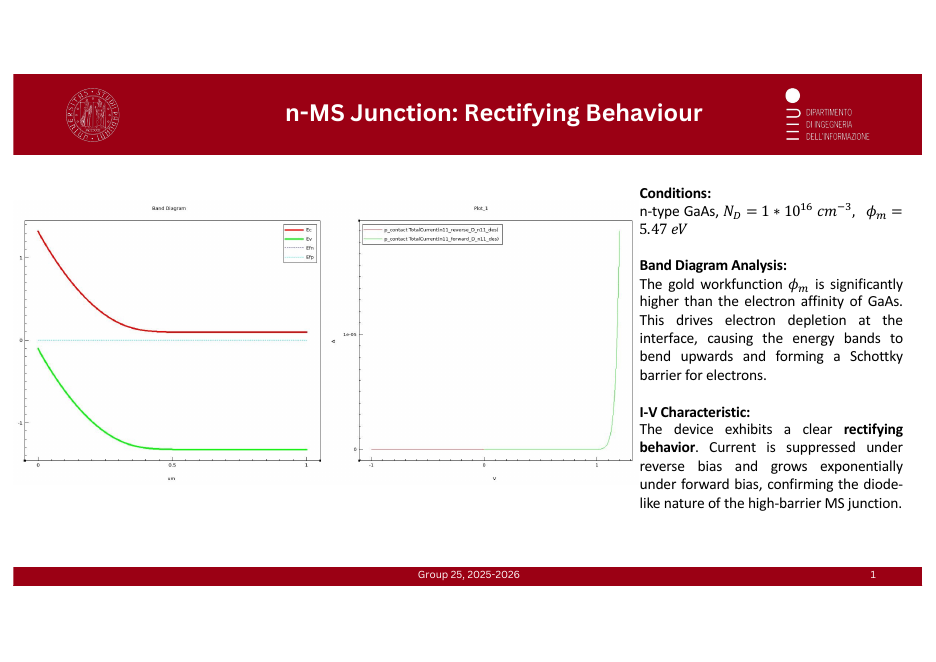 n-MS Junction: Rectifying Behaviour
DIPARTIMENTO
DI INGEGNERIA
DELL'INFORMAZIONE
Band Diagram
Ec
Ev
Efn
Efp
1
0
-1
0
0.5
1
um
Plot_1
p_contact TotalCurrent(n11_reverse_D_n11_des)
p_contact TotalCurrent(n11_forward_D_n11_des)
A
1e-05
0
-1
0
1
V
Conditions:
n-type GaAs, N_D = 1 ∗ 10^16 cm^−3, ϕ_m =
5.47 eV
Band Diagram Analysis:
The gold workfunction ϕ_m is significantly
higher than the electron affinity of GaAs.
This drives electron depletion at the
interface, causing the energy bands to
bend upwards and forming a Schottky
barrier for electrons.
I-V Characteristic:
The device exhibits a clear rectifying
behavior. Current is suppressed under
reverse bias and grows exponentially
under forward bias, confirming the diode-
like nature of the high-barrier MS junction.
Group 25, 2025-2026
1